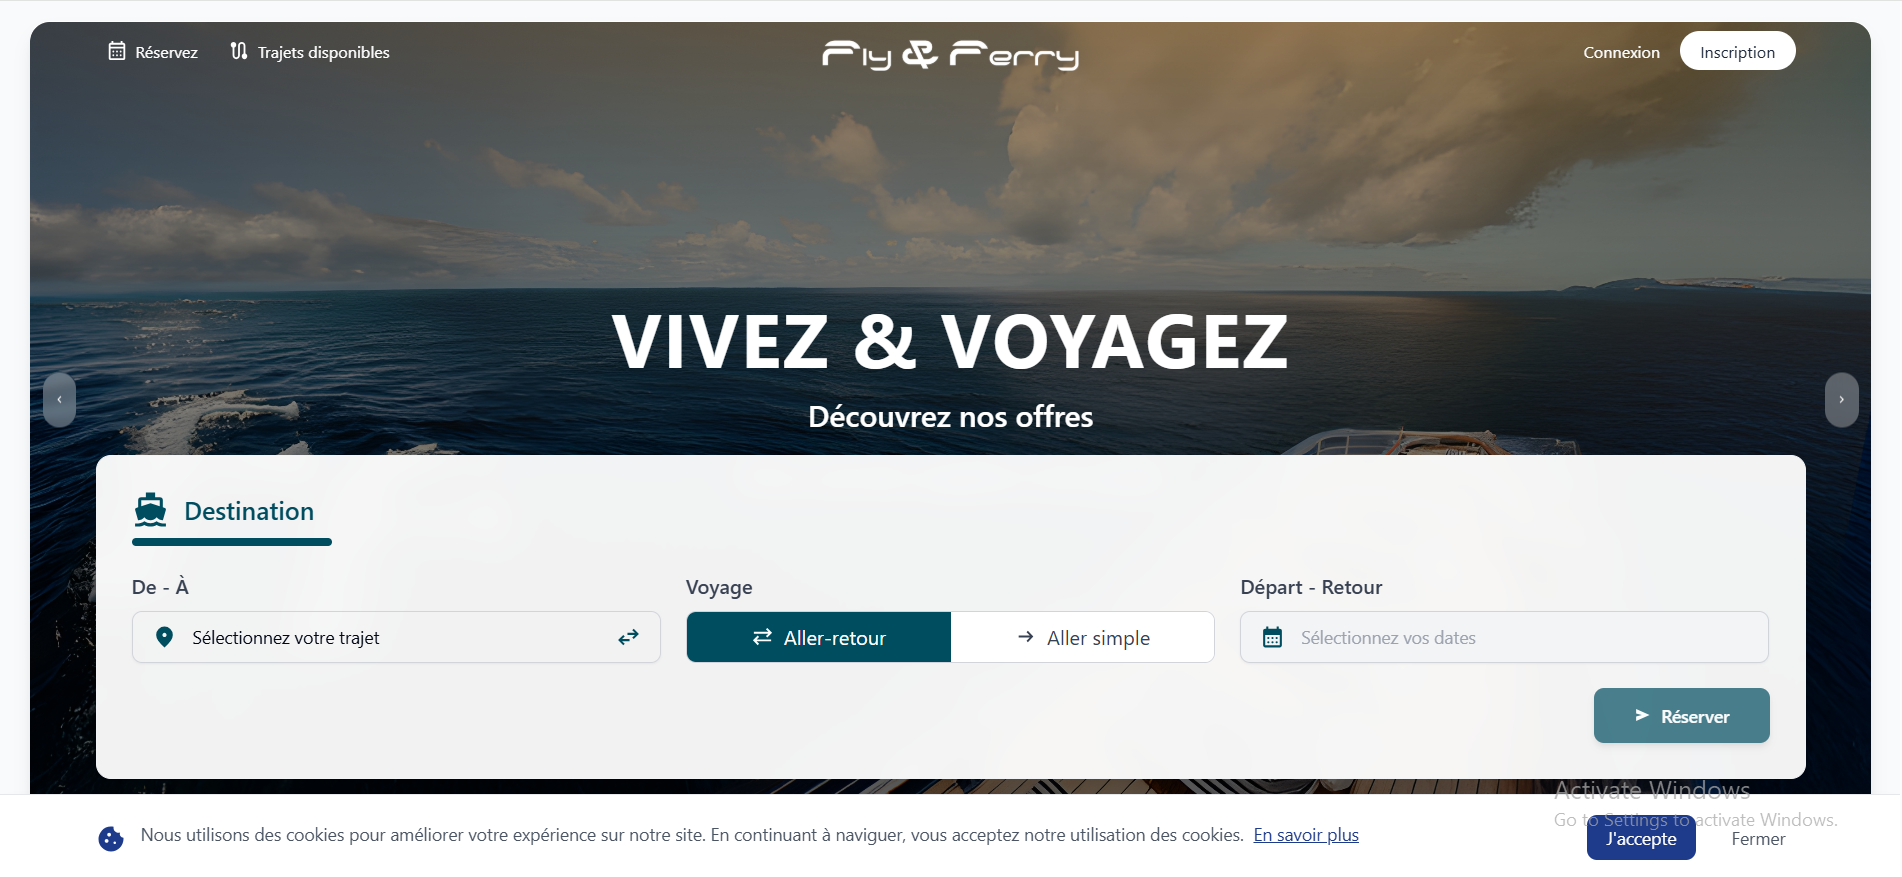 Réservez
Trajets disponibles
Fly & Ferry
Connexion
Inscription
VIVEZ & VOYAGEZ
Découvrez nos offres
Destination
De - À
Voyage
Départ - Retour
Sélectionnez votre trajet
Aller-retour
Aller simple
Sélectionnez vos dates
Réserver
Activate Windows
Go to Settings to activate Windows.
Nous utilisons des cookies pour améliorer votre expérience sur notre site. En continuant à naviguer, vous acceptez notre utilisation des cookies. En savoir plus
J'accepte
Fermer